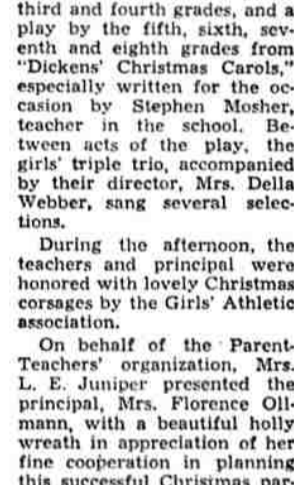 third and fourth grades, and a
play by the fifth, sixth, sev-
enth and eighth grades from
"Dickens' Christmas Carols,"
especially written for the oc-
casion by Stephen Mosher,
teacher in the school. Be-
tween acts of the play, the
girls' triple trio, accompanied
by their director, Mrs. Della
Webber, sang several selec-
tions.
During the afternoon, the
teachers and principal were
honored with lovely Christmas
corsages by the Girls' Athletic
association.
On behalf of the Parent-
Teachers' organization, Mrs.
L. E. Juniper presented the
principal, Mrs. Florence Oll-
mann, with a beautiful holly
wreath in appreciation of her
fine cooperation in planning
this successful Christmas par-